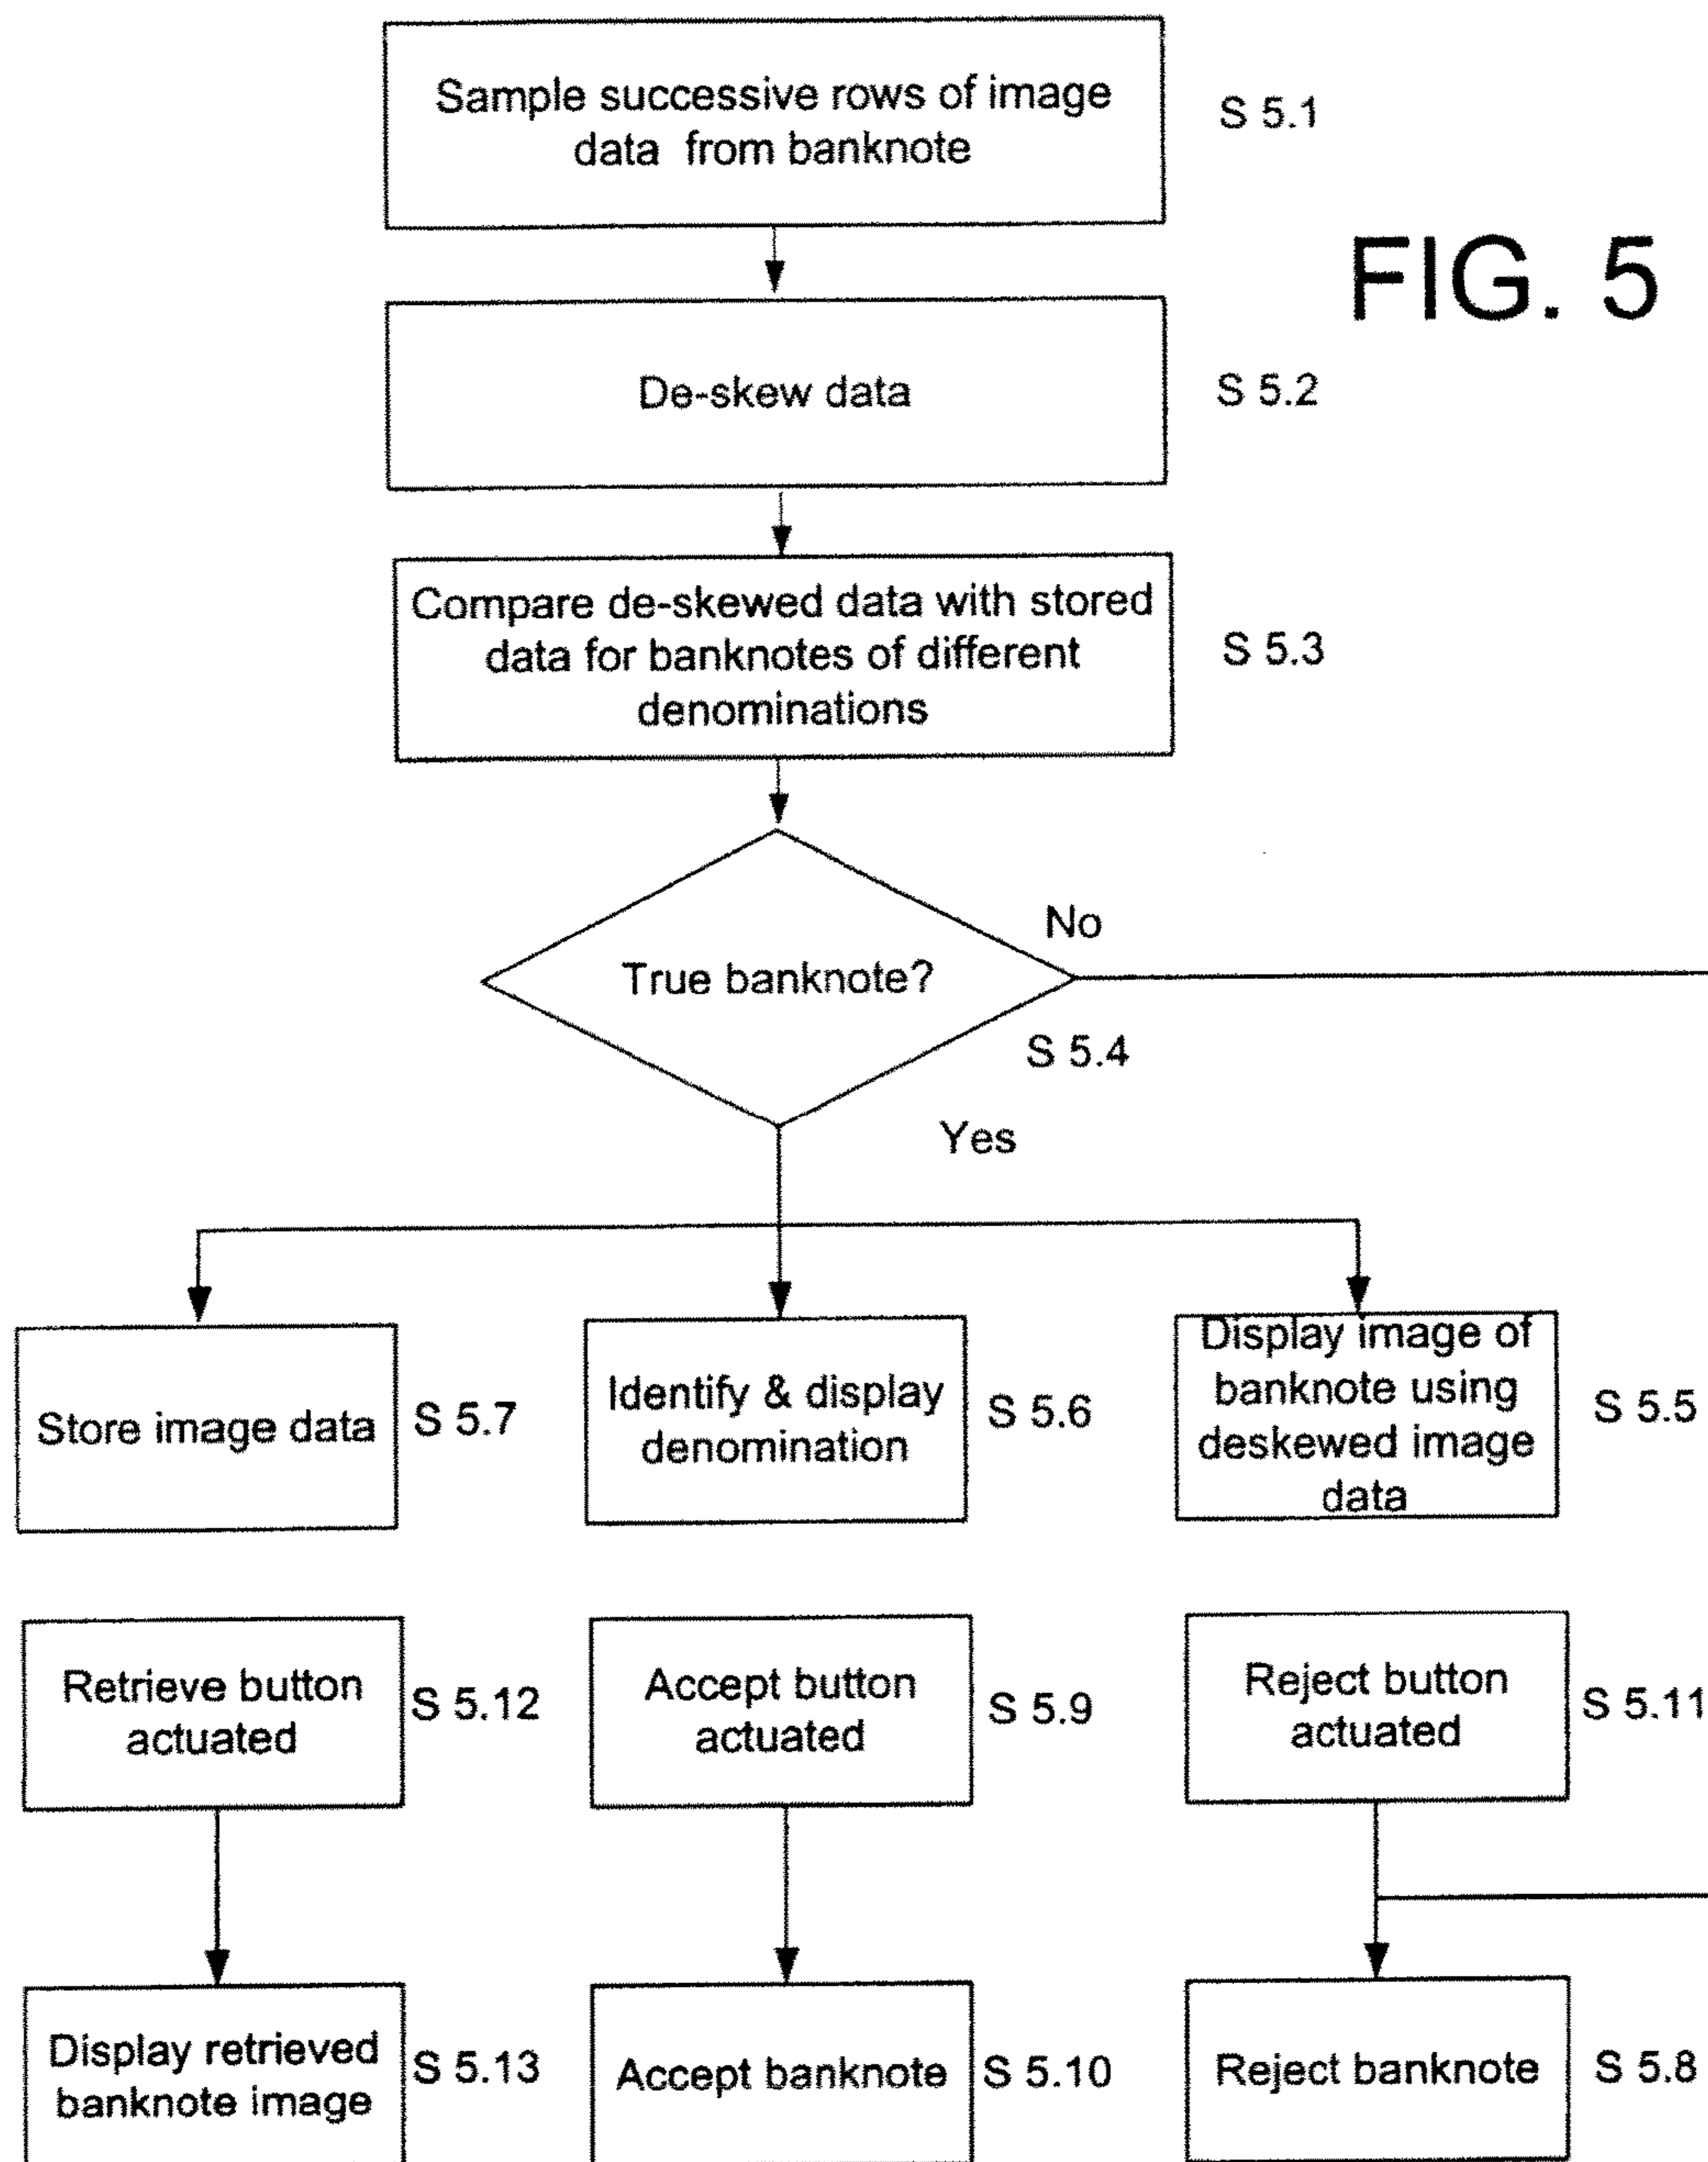 Sample successive rows of image
data from banknote
S 5.1
FIG. 5
De-skew data
S 5.2
Compare de-skewed data with stored
data for banknotes of different
denominations
S 5.3
No
True banknote?
S 5.4
Yes
Store image data
S 5.7
Identify & display
denomination
S 5.6
Display image of
banknote using
deskewed image
data
S 5.5
Retrieve button
actuated
S 5.12
Accept button
actuated
S 5.9
Reject button
actuated
S 5.11
Display retrieved
banknote image
S 5.13
Accept banknote
S 5.10
Reject banknote
S 5.8